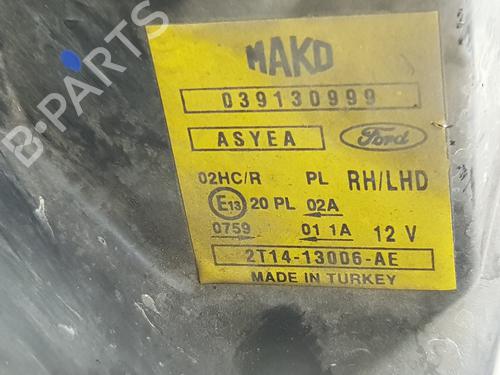 B-PARTS
MAKO
039130999
ASYEA Ford
02HC/R PL RH/LHD
E13 20 PL 02A
0759 01 1A 12 V
2T14-13006-AE
MADE IN TURKEY